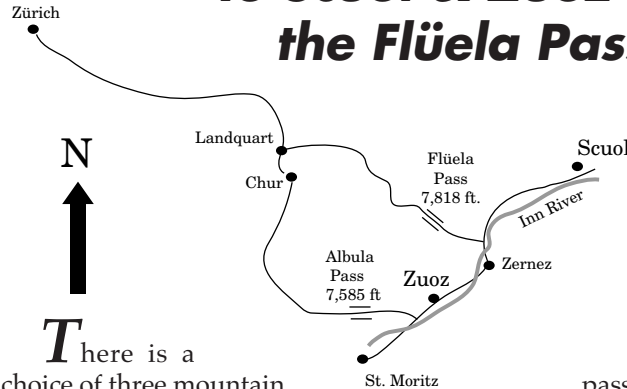 the Flüela Pas
Zürich
Landquart
N
Chur
Flüela
Pass
7,818 ft.
Scuol
Inn River
Albula
Pass
7,585 ft
Zuoz
Zernez
St. Moritz
There is a
choice of three mountain
pass